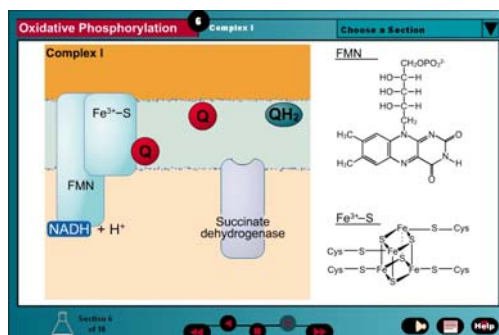 Oxidative Phosphorylation
6
Complex I
Choose a Section
Complex I
Fe³⁺–S
Q
Q
QH₂
FMN
NADH + H⁺
Succinate
dehydrogenase
FMN
CH₂OPO₃²⁻
HO–C–H
HO–C–H
HO–C–H
CH₂
H₃C
H₃C
N
N
O
N
N–H
O
Fe³⁺–S
Fe
S
Cys
Cys
S
S
S
Fe
Cys
S
Fe
S
Fe
S
Cys
Section 6
of 18
Help